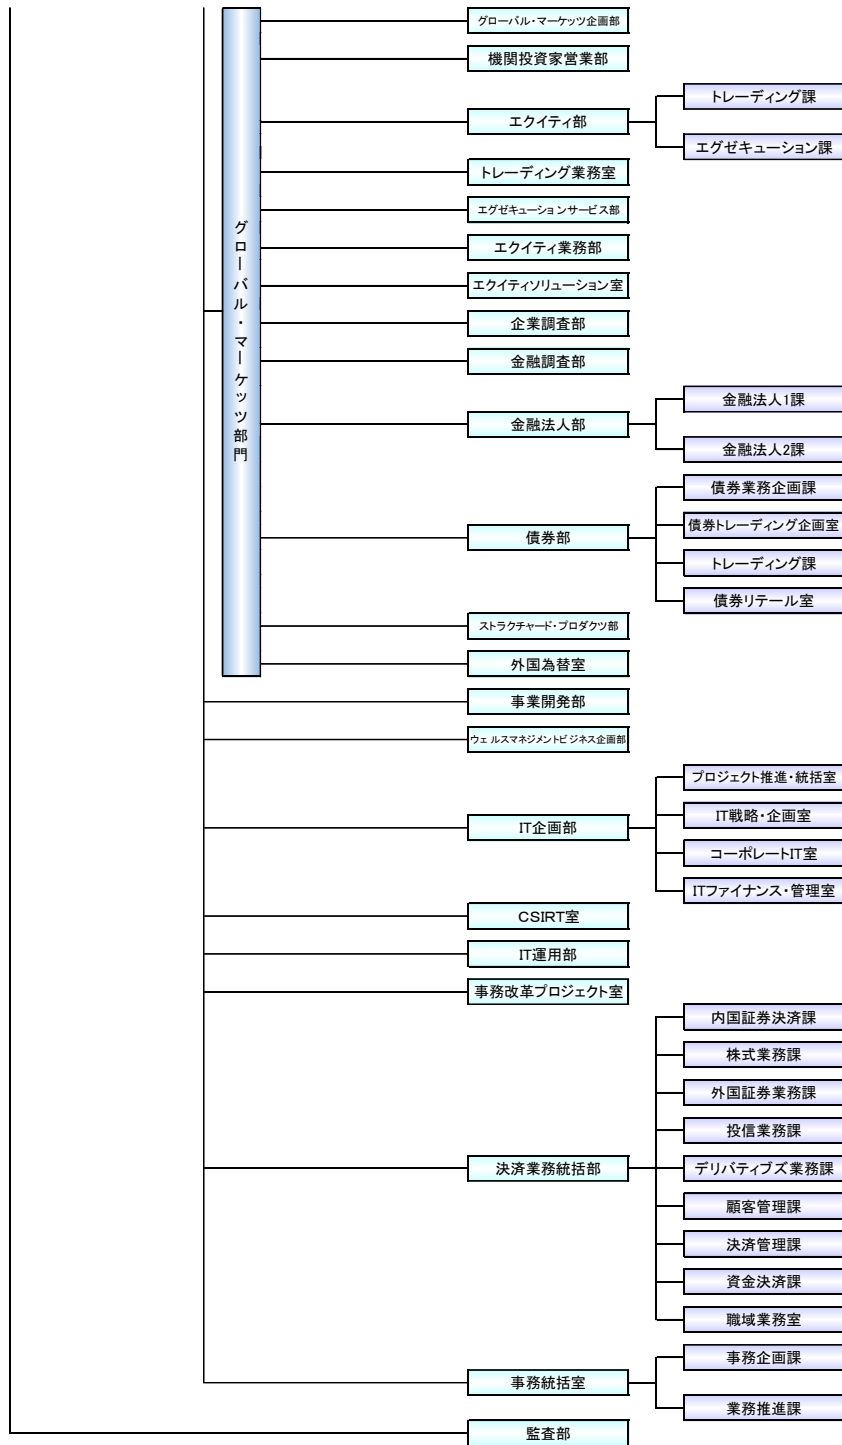 グローバル・マーケッツ部門
グローバル・マーケッツ企画部
機関投資家営業部
エクイティ部
トレーディング課
エグゼキューション課
トレーディング業務室
エグゼキューションサービス部
エクイティ業務部
エクイティソリューション室
企業調査部
金融調査部
金融法人部
金融法人1課
金融法人2課
債券部
債券業務企画課
債券トレーディング企画室
トレーディング課
債券リテール室
ストラクチャード・プロダクツ部
外国為替室
事業開発部
ウェルスマネジメントビジネス企画部
IT企画部
プロジェクト推進・統括室
IT戦略・企画室
コーポレートIT室
ITファイナンス・管理室
CSIRT室
IT運用部
事務改革プロジェクト室
決済業務統括部
内国証券決済課
株式業務課
外国証券業務課
投信業務課
デリバティブズ業務課
顧客管理課
決済管理課
資金決済課
職域業務室
事務統括室
事務企画課
業務推進課
監査部